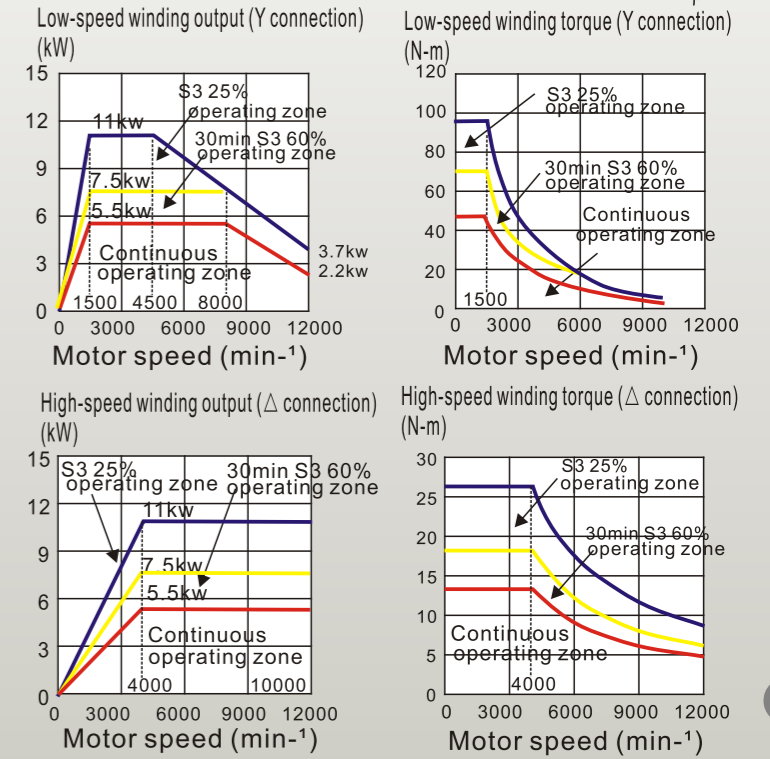 Low-speed winding output (Y connection)
(kW)
15
12
9
6
3
0
11kw
S3 25%
operating zone
30min S3 60%
operating zone
7.5kw
5.5kw
Continuous
operating zone
3.7kw
2.2kw
1500 4500 8000
0 3000 6000 9000 12000
Motor speed (min-¹)
Low-speed winding torque (Y connection)
(N-m)
120
100
80
60
40
20
0
S3 25%
operating zone
30min S3 60%
operating zone
Continuous
operating zone
1500
0 3000 6000 9000 12000
Motor speed (min-¹)
High-speed winding output (△ connection)
(kW)
15
12
9
6
3
0
S3 25%
operating zone
30min S3 60%
operating zone
11kw
7.5kw
5.5kw
Continuous
operating zone
4000 10000
0 3000 6000 9000 12000
Motor speed (min-¹)
High-speed winding torque (△ connection)
(N-m)
30
25
20
15
10
5
0
S3 25%
operating zone
30min S3 60%
operating zone
Continuous
operating zone
4000
0 3000 6000 9000 12000
Motor speed (min-¹)